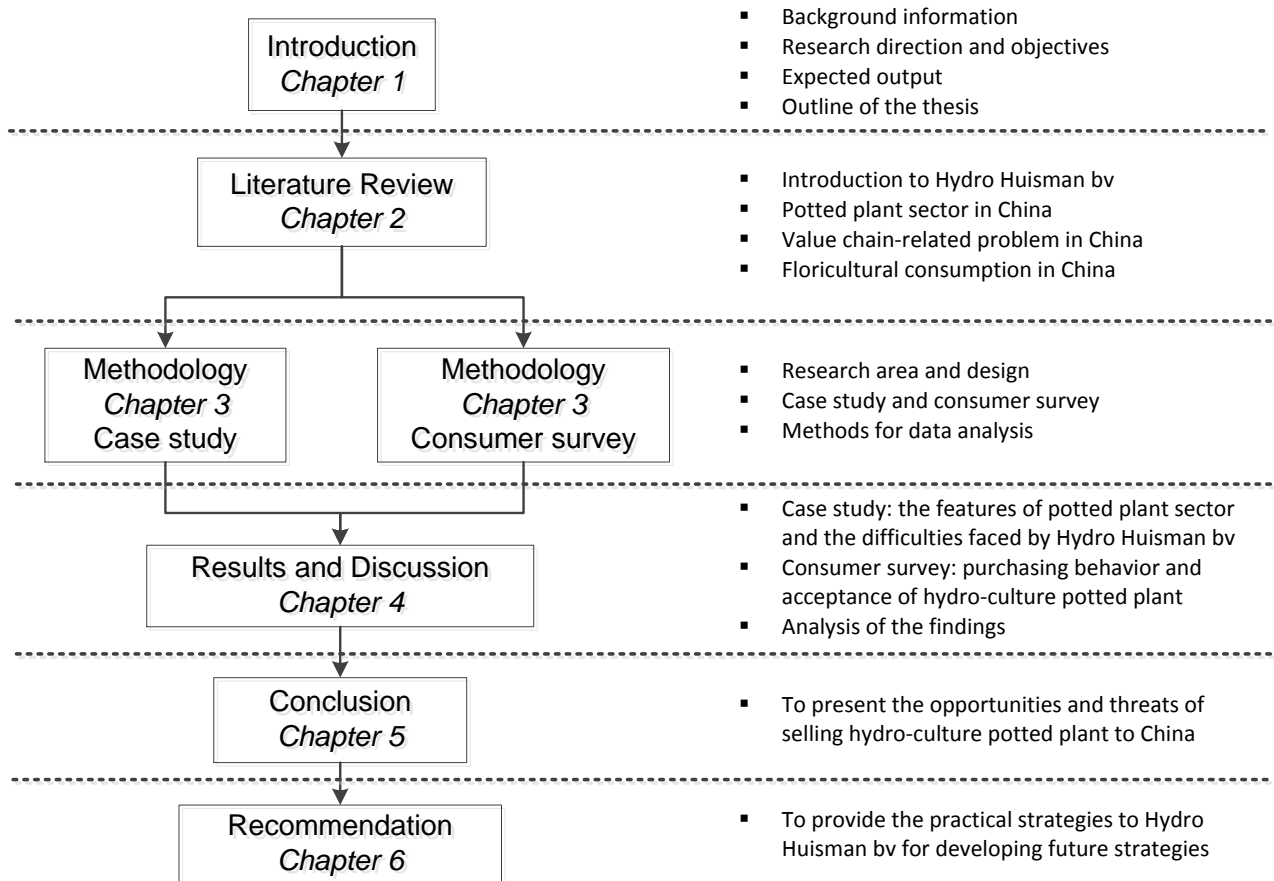 Introduction
Chapter 1
▪ Background information
▪ Research direction and objectives
▪ Expected output
▪ Outline of the thesis
Literature Review
Chapter 2
▪ Introduction to Hydro Huisman bv
▪ Potted plant sector in China
▪ Value chain-related problem in China
▪ Floricultural consumption in China
Methodology
Chapter 3
Case study
Methodology
Chapter 3
Consumer survey
▪ Research area and design
▪ Case study and consumer survey
▪ Methods for data analysis
Results and Discussion
Chapter 4
▪ Case study: the features of potted plant sector
and the difficulties faced by Hydro Huisman bv
▪ Consumer survey: purchasing behavior and
acceptance of hydro-culture potted plant
▪ Analysis of the findings
Conclusion
Chapter 5
▪ To present the opportunities and threats of
selling hydro-culture potted plant to China
Recommendation
Chapter 6
▪ To provide the practical strategies to Hydro
Huisman bv for developing future strategies